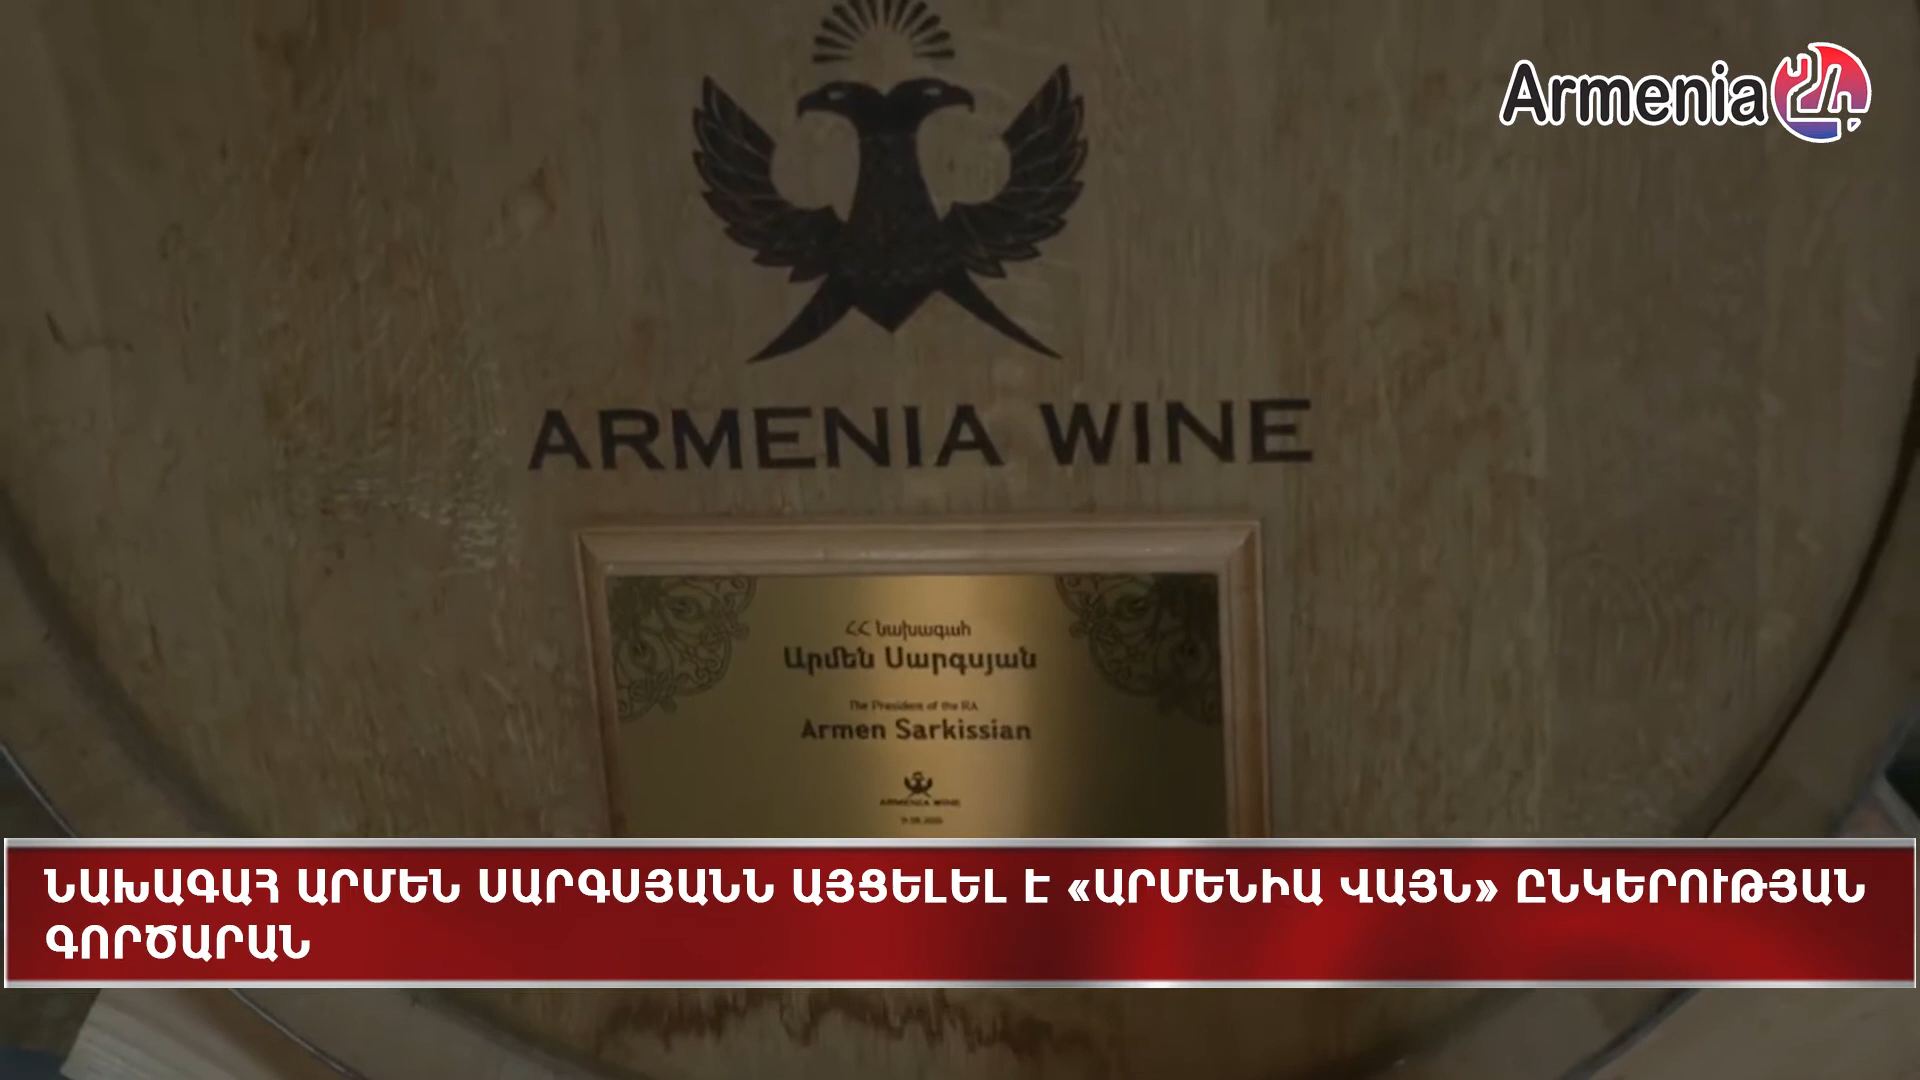 Armenia 24
ARMENIA WINE
ՀՀ նախագահ
Արմեն Սարգսյան
The President of the RA
Armen Sarkissian
ARMENIA WINE
ՆԱԽԱԳԱՀ ԱՐՄԵՆ ՍԱՐԳՍՅԱՆՆ ԱՅՑԵԼԵԼ Է «ԱՐՄԵՆԻԱ ՎԱՅՆ» ԸՆԿԵՐՈՒԹՅԱՆ
ԳՈՐԾԱՐԱՆ